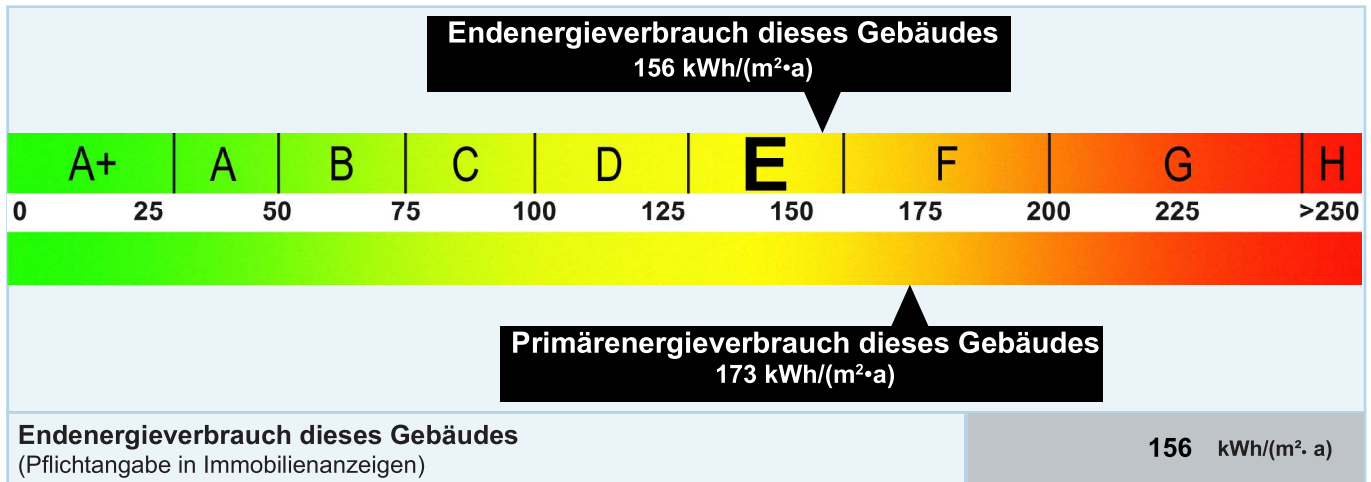 Endenergieverbrauch dieses Gebäudes
156 kWh/(m²•a)
A+ A B C D E F G H
0 25 50 75 100 125 150 175 200 225 >250
Primärenergieverbrauch dieses Gebäudes
173 kWh/(m²•a)
Endenergieverbrauch dieses Gebäudes
(Pflichtangabe in Immobilienanzeigen)
156 kWh/(m²· a)